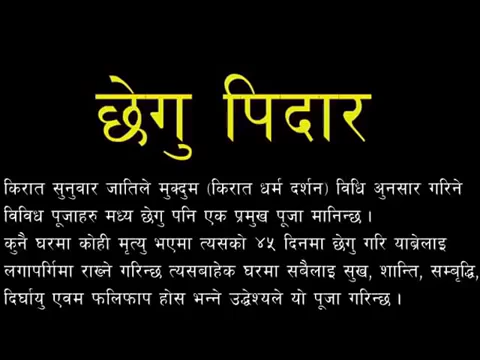 छेगु पिदार
किरात सुनुवार जातिले मुक्दुम (किरात धर्म दर्शन) विधि अुनसार गरिने
विविध पूजाहरु मध्य छेगु पनि एक प्रमुख पूजा मानिन्छ ।
कुनै घरमा कोही मृत्यु भएमा त्यसको ४५ दिनमा छेगु गरि याब्रेलाइ
लगापर्गिमा राख्ने गरिन्छ त्यसबाहेक घरमा सबैलाइ सुख, शान्ति, सम्बृद्धि,
दिर्घायु एवम फलिफाप होस भन्ने उद्धेश्यले यो पूजा गरिन्छ ।